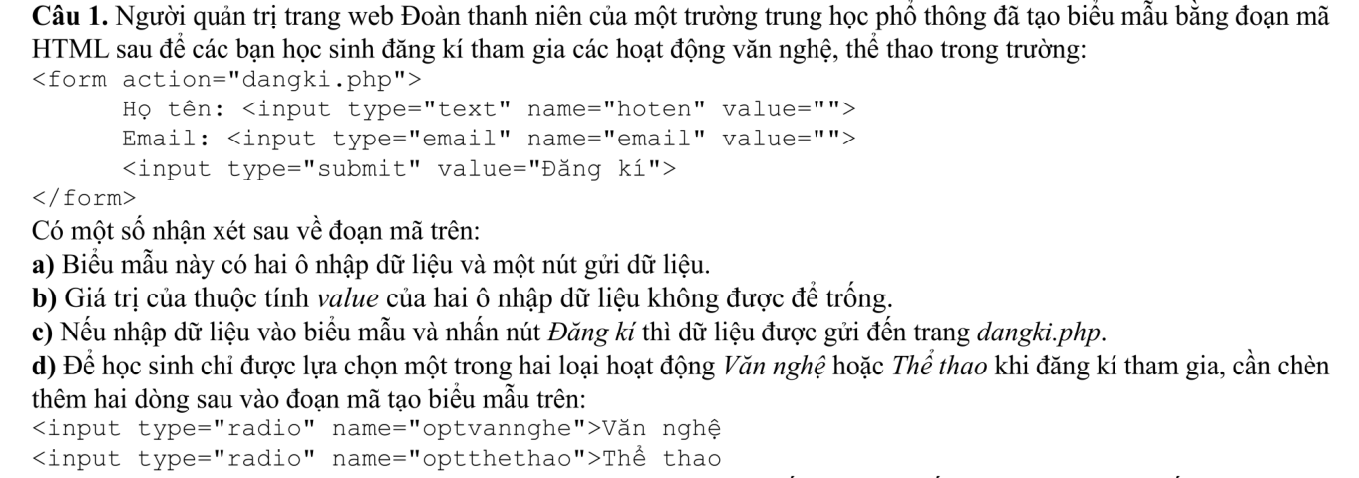 Câu 1. Người quản trị trang web Đoàn thanh niên của một trường trung học phổ thông đã tạo biểu mẫu bằng đoạn mã
HTML sau để các bạn học sinh đăng kí tham gia các hoạt động văn nghệ, thể thao trong trường:
<form action="dangki.php">
Họ tên: <input type="text" name="hoten" value="">
Email: <input type="email" name="email" value="">
<input type="submit" value="Đăng kí">
</form>
Có một số nhận xét sau về đoạn mã trên:
a) Biểu mẫu này có hai ô nhập dữ liệu và một nút gửi dữ liệu.
b) Giá trị của thuộc tính value của hai ô nhập dữ liệu không được để trống.
c) Nếu nhập dữ liệu vào biểu mẫu và nhấn nút Đăng kí thì dữ liệu được gửi đến trang dangki.php.
d) Để học sinh chỉ được lựa chọn một trong hai loại hoạt động Văn nghệ hoặc Thể thao khi đăng kí tham gia, cần chèn
thêm hai dòng sau vào đoạn mã tạo biểu mẫu trên:
<input type="radio" name="optvannghe">Văn nghệ
<input type="radio" name="optthethao">Thể thao